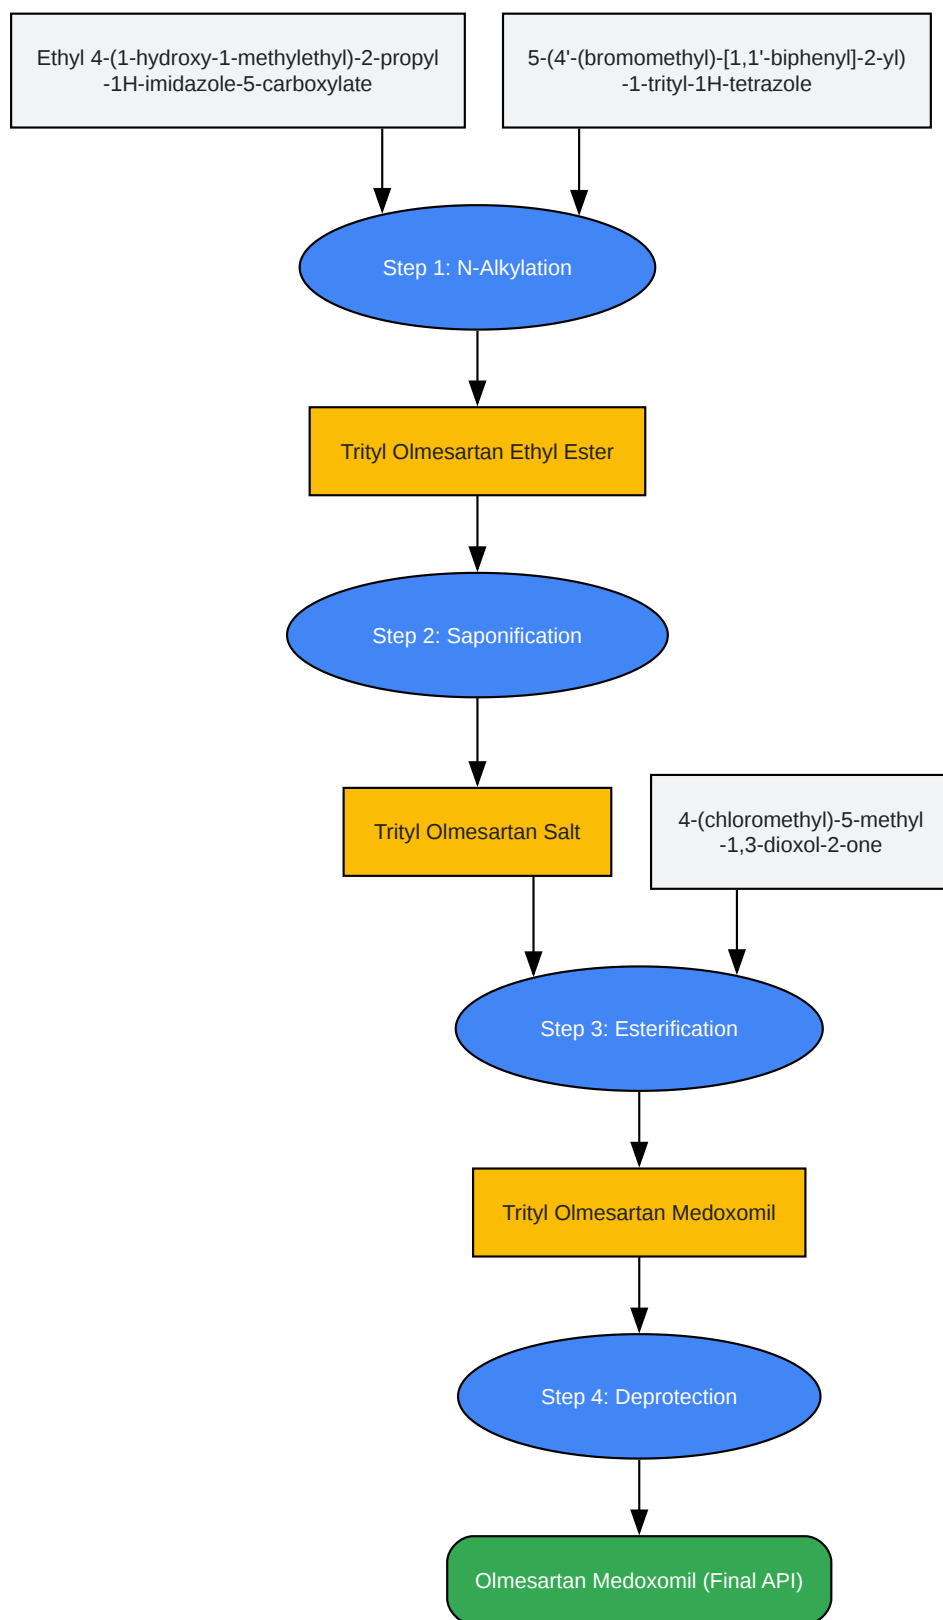 Ethyl 4-(1-hydroxy-1-methylethyl)-2-propyl
-1H-imidazole-5-carboxylate
5-(4'-(bromomethyl)-[1,1'-biphenyl]-2-yl)
-1-trityl-1H-tetrazole
Step 1: N-Alkylation
Trityl Olmesartan Ethyl Ester
Step 2: Saponification
Trityl Olmesartan Salt
4-(chloromethyl)-5-methyl
-1,3-dioxol-2-one
Step 3: Esterification
Trityl Olmesartan Medoxomil
Step 4: Deprotection
Olmesartan Medoxomil (Final API)